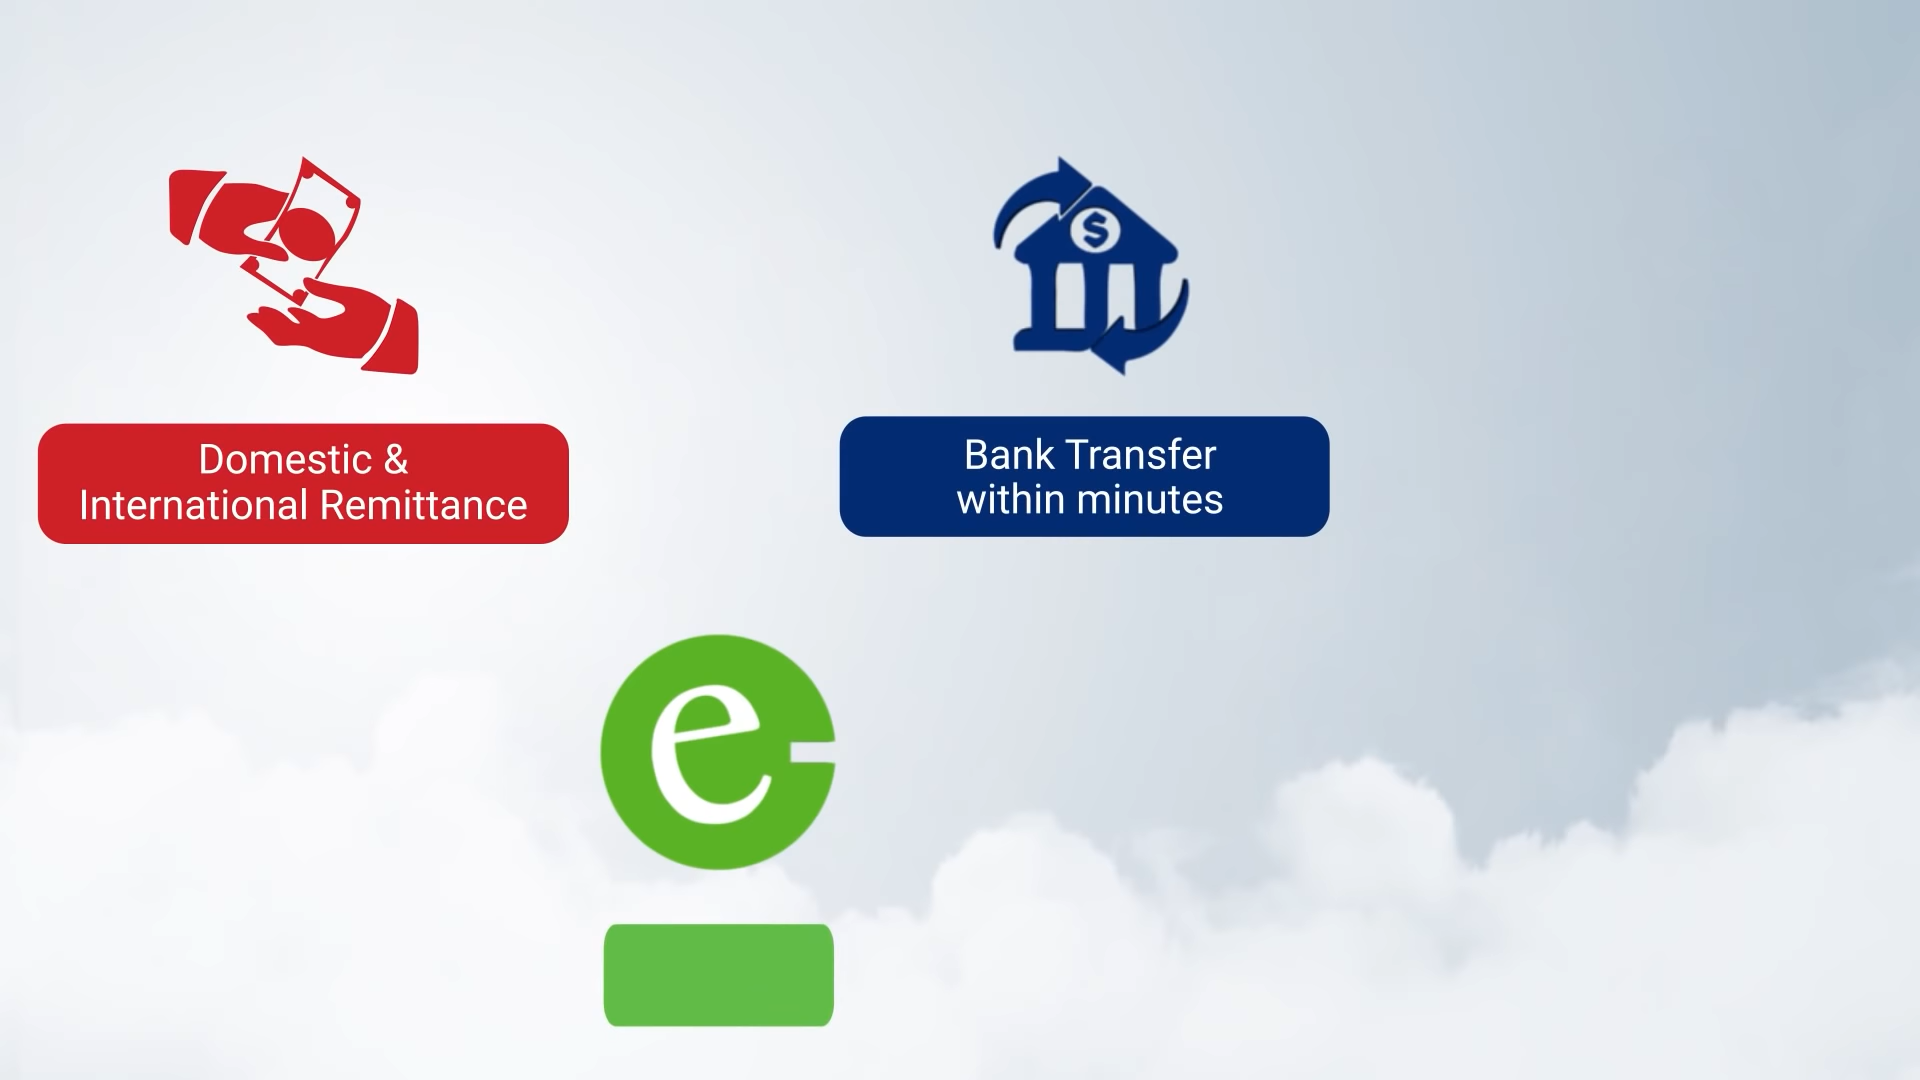 Domestic &
International Remittance
$
Bank Transfer
within minutes
e